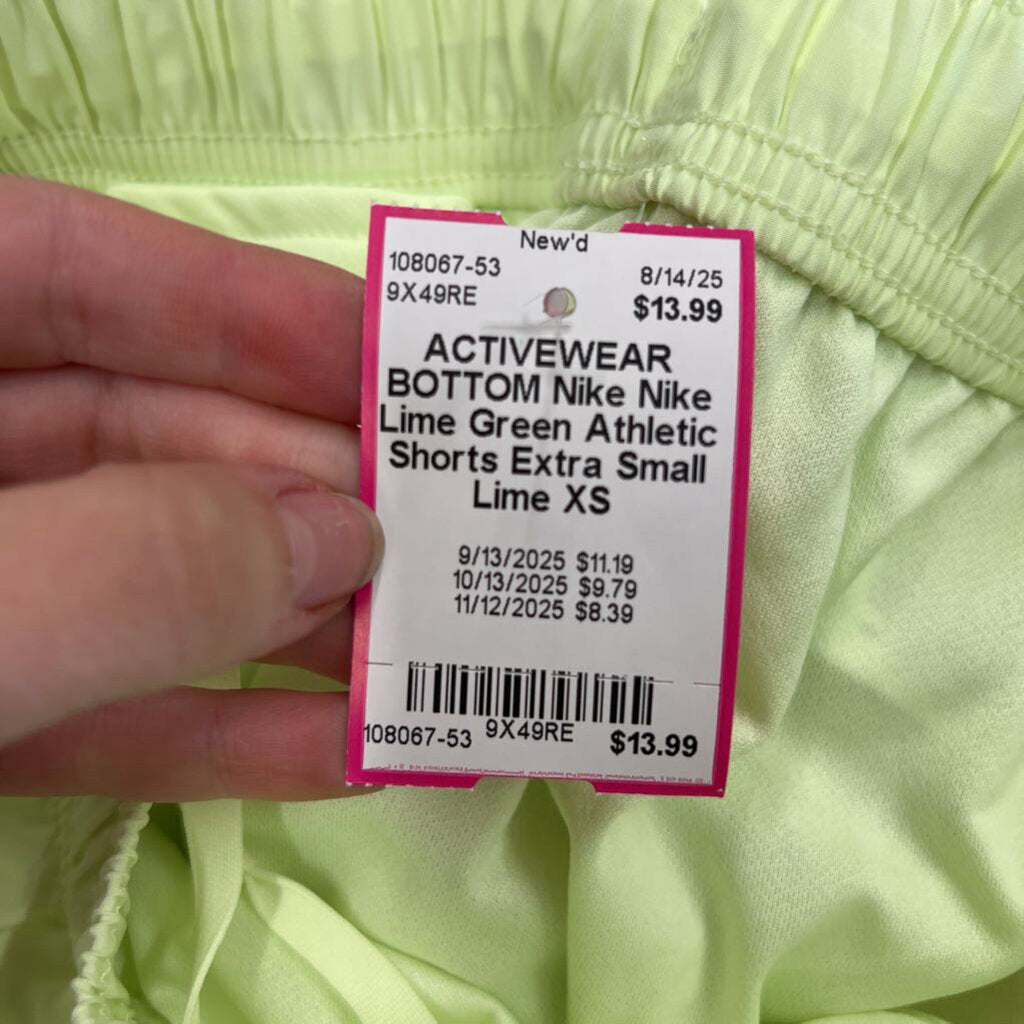 New'd
108067-53
8/14/25
9X49RE
$13.99
ACTIVEWEAR
BOTTOM Nike Nike
Lime Green Athletic
Shorts Extra Small
Lime XS
9/13/2025 $11.19
10/13/2025 $9.79
11/12/2025 $8.39
108067-53 9X49RE $13.99